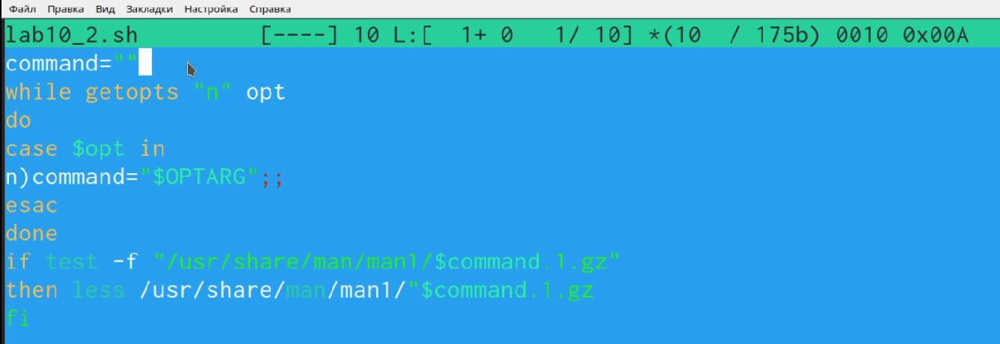 Файл Правка Вид Закладки Настройка Справка
lab10_2.sh [----] 10 L:[ 1+ 0 1/ 10] *(10 / 175b) 0010 0x00A
command=""
while getopts "n" opt
do
case $opt in
n)command="$OPTARG";;
esac
done
if test -f "/usr/share/man/man1/$command.1.gz"
then less /usr/share/man/man1/"$command.1.gz
fi